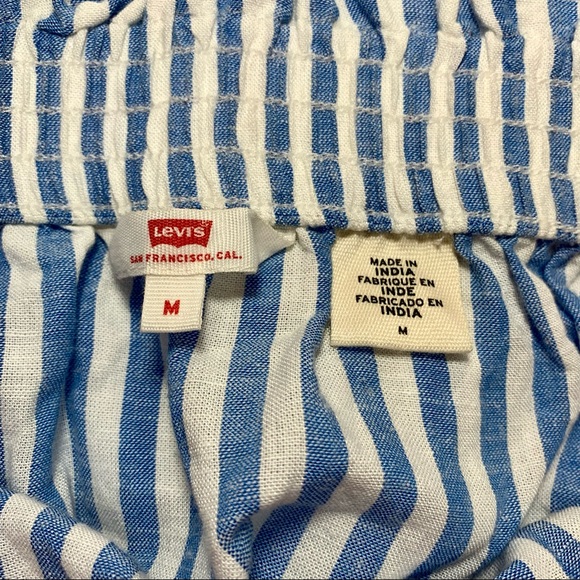 Levi's
SAN FRANCISCO, CAL.
M
MADE IN
INDIA
FABRIQUE EN
INDE
FABRICADO EN
INDIA
M